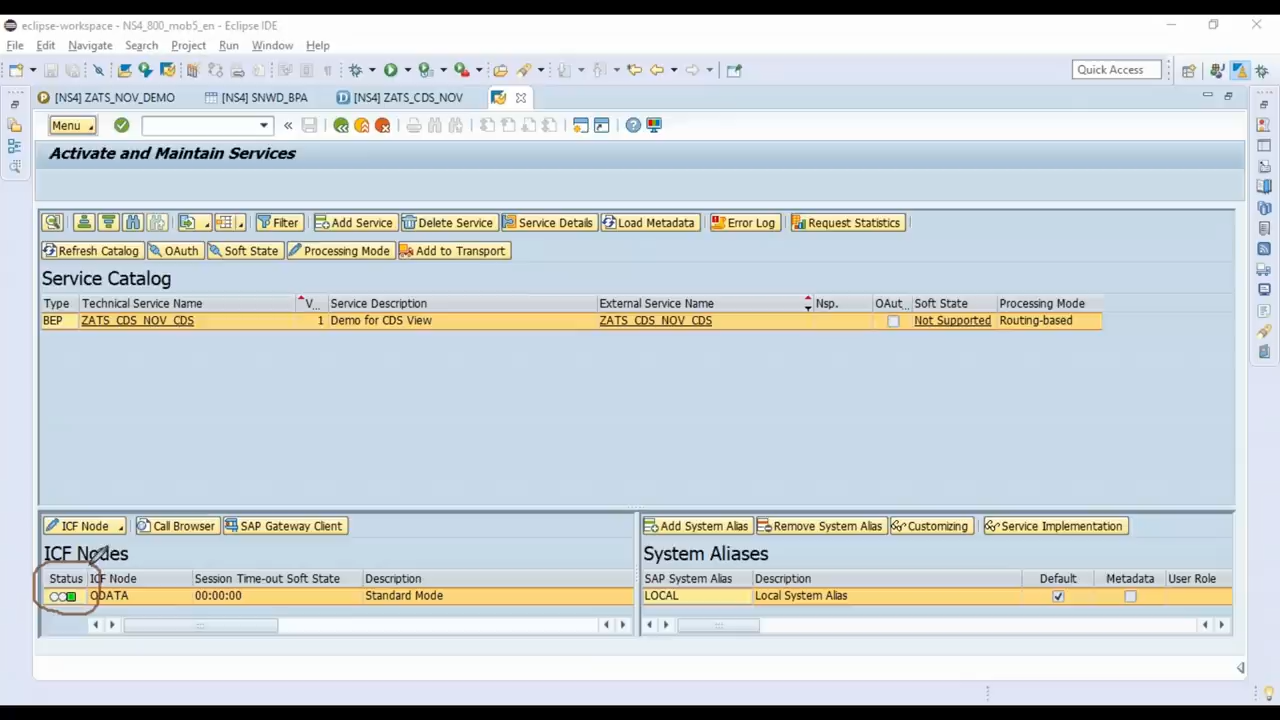 eclipse-workspace - NS4_800_mob5_en - Eclipse IDE
File Edit Navigate Search Project Run Window Help
Quick Access
[NS4] ZATS_NOV_DEMO [NS4] SNWD_BPA [NS4] ZATS_CDS_NOV
Menu
Activate and Maintain Services
Filter Add Service Delete Service Service Details Load Metadata Error Log Request Statistics
Refresh Catalog OAuth Soft State Processing Mode Add to Transport
Service Catalog
Type Technical Service Name V... Service Description External Service Name Nsp. OAut... Soft State Processing Mode
BEP ZATS_CDS_NOV_CDS 1 Demo for CDS View ZATS_CDS_NOV_CDS Not Supported Routing-based
ICF Node Call Browser SAP Gateway Client Add System Alias Remove System Alias Customizing Service Implementation
ICF Nodes System Aliases
Status ICF Node Session Time-out Soft State Description SAP System Alias Description Default Metadata User Role
ODATA 00:00:00 Standard Mode LOCAL Local System Alias